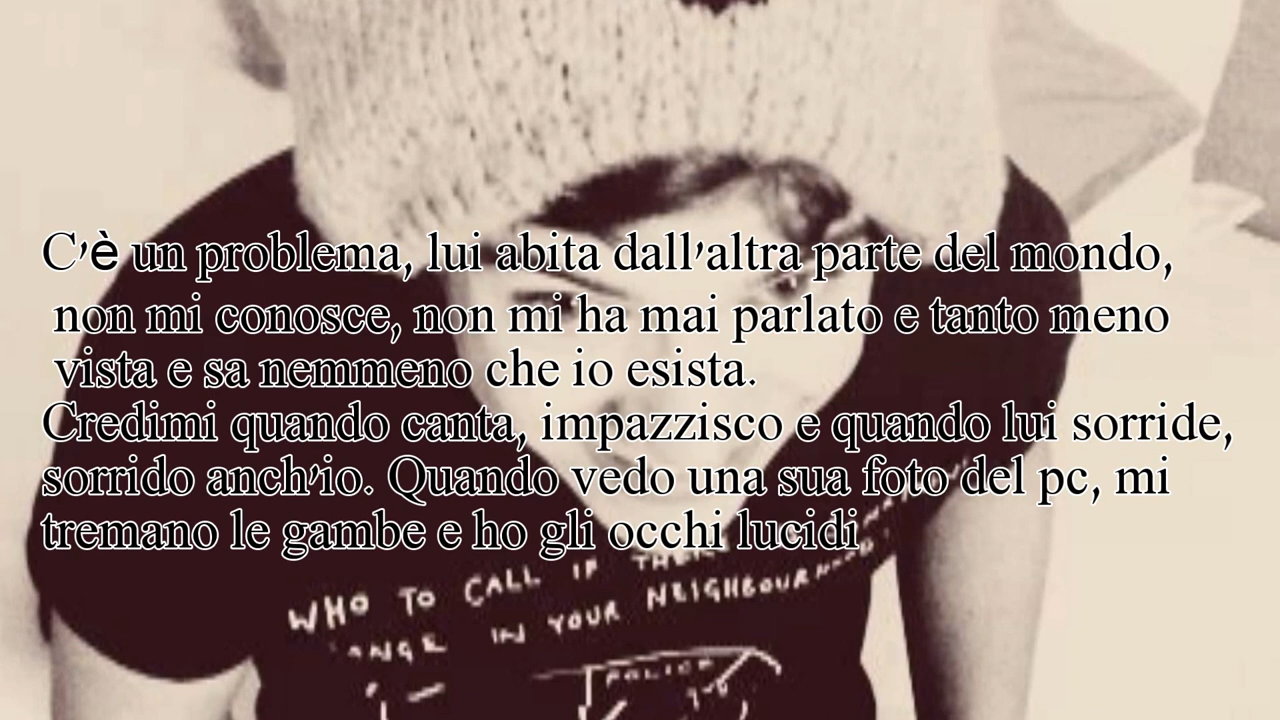 C'è un problema, lui abita dall'altra parte del mondo,
non mi conosce, non mi ha mai parlato e tanto meno
vista e sa nemmeno che io esista.
Credimi quando canta, impazzisco e quando lui sorride,
sorrido anch'io. Quando vedo una sua foto del pc, mi
tremano le gambe e ho gli occhi lucidi
WHO TO CALL IF
IN YOUR NEIGHBOURHOOD?
POLICE